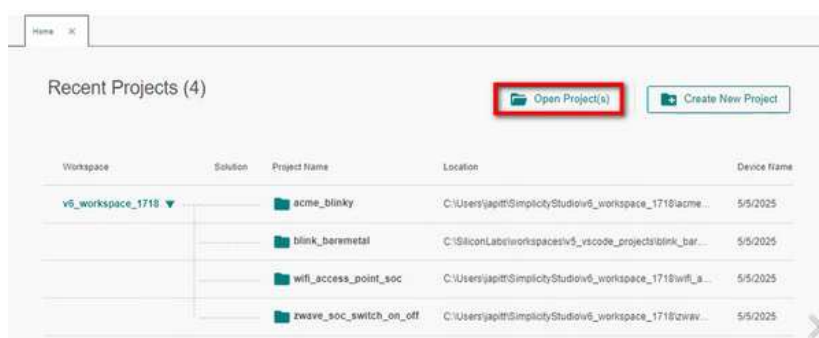 Home X
Recent Projects (4)
Open Project(s)
Create New Project
Workspace Solution Project Name Location Device Name
v6_workspace_1718 acme_blinky C:\Users\japitt\SimplicityStudio\v6_workspace_1718\acme... 5/5/2025
blink_baremetal C:\SiliconLabs\workspaces\v5_vscode_projects\blink_bar... 5/5/2025
wifi_access_point_soc C:\Users\japitt\SimplicityStudio\v6_workspace_1718\wifi_a... 5/5/2025
zwave_soc_switch_on_off C:\Users\japitt\SimplicityStudio\v6_workspace_1718\zwav... 5/5/2025